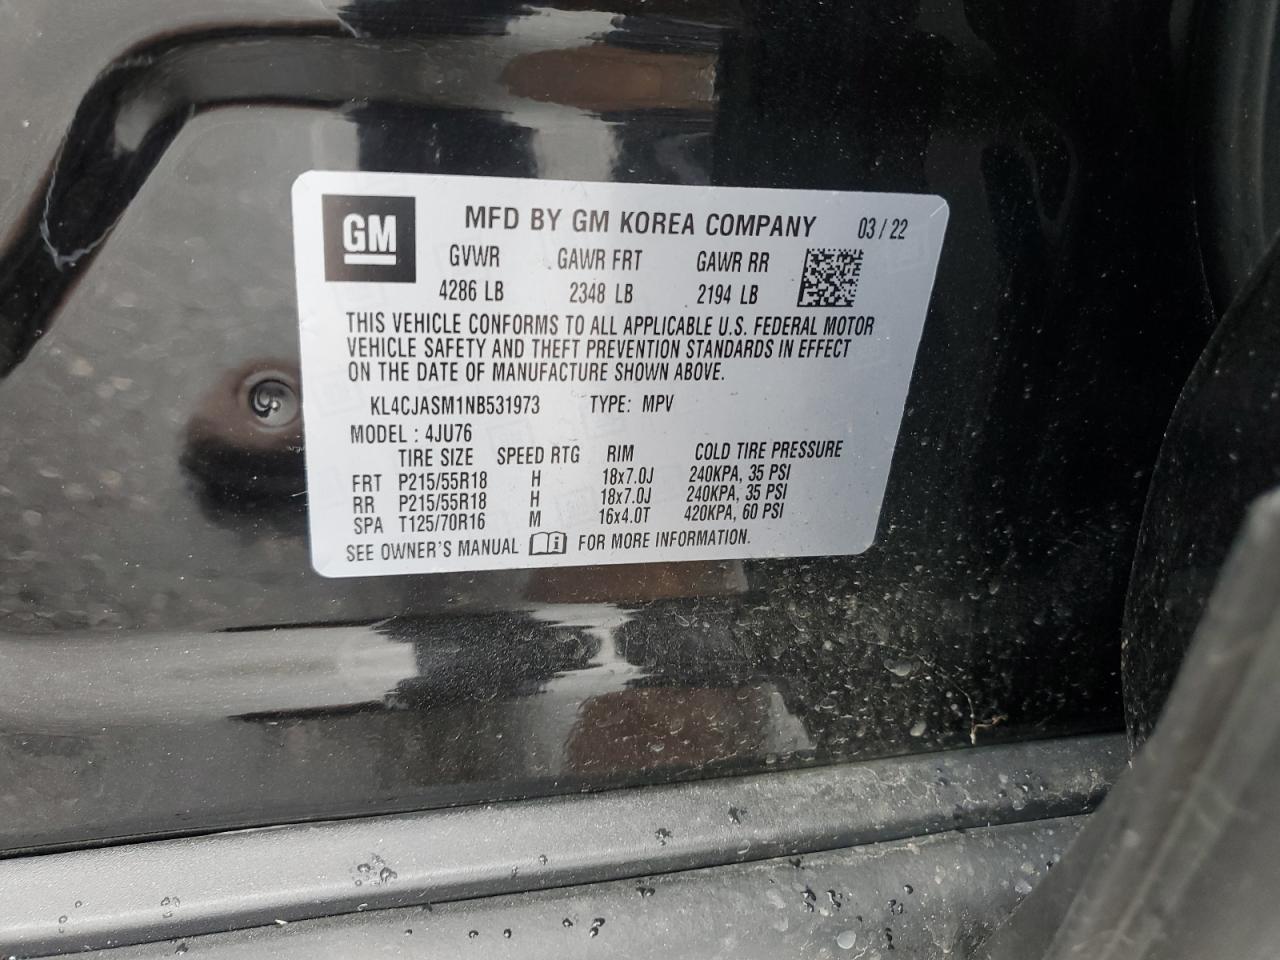 GM
MFD BY GM KOREA COMPANY 03/22
GVWR GAWR FRT GAWR RR
4286 LB 2348 LB 2194 LB
THIS VEHICLE CONFORMS TO ALL APPLICABLE U.S. FEDERAL MOTOR
VEHICLE SAFETY AND THEFT PREVENTION STANDARDS IN EFFECT
ON THE DATE OF MANUFACTURE SHOWN ABOVE.
KL4CJASM1NB531973 TYPE: MPV
MODEL : 4JU76
TIRE SIZE SPEED RTG RIM COLD TIRE PRESSURE
FRT P215/55R18 H 18x7.0J 240KPA, 35 PSI
RR P215/55R18 H 18x7.0J 240KPA, 35 PSI
SPA T125/70R16 M 16x4.0T 420KPA, 60 PSI
SEE OWNER'S MANUAL FOR MORE INFORMATION.